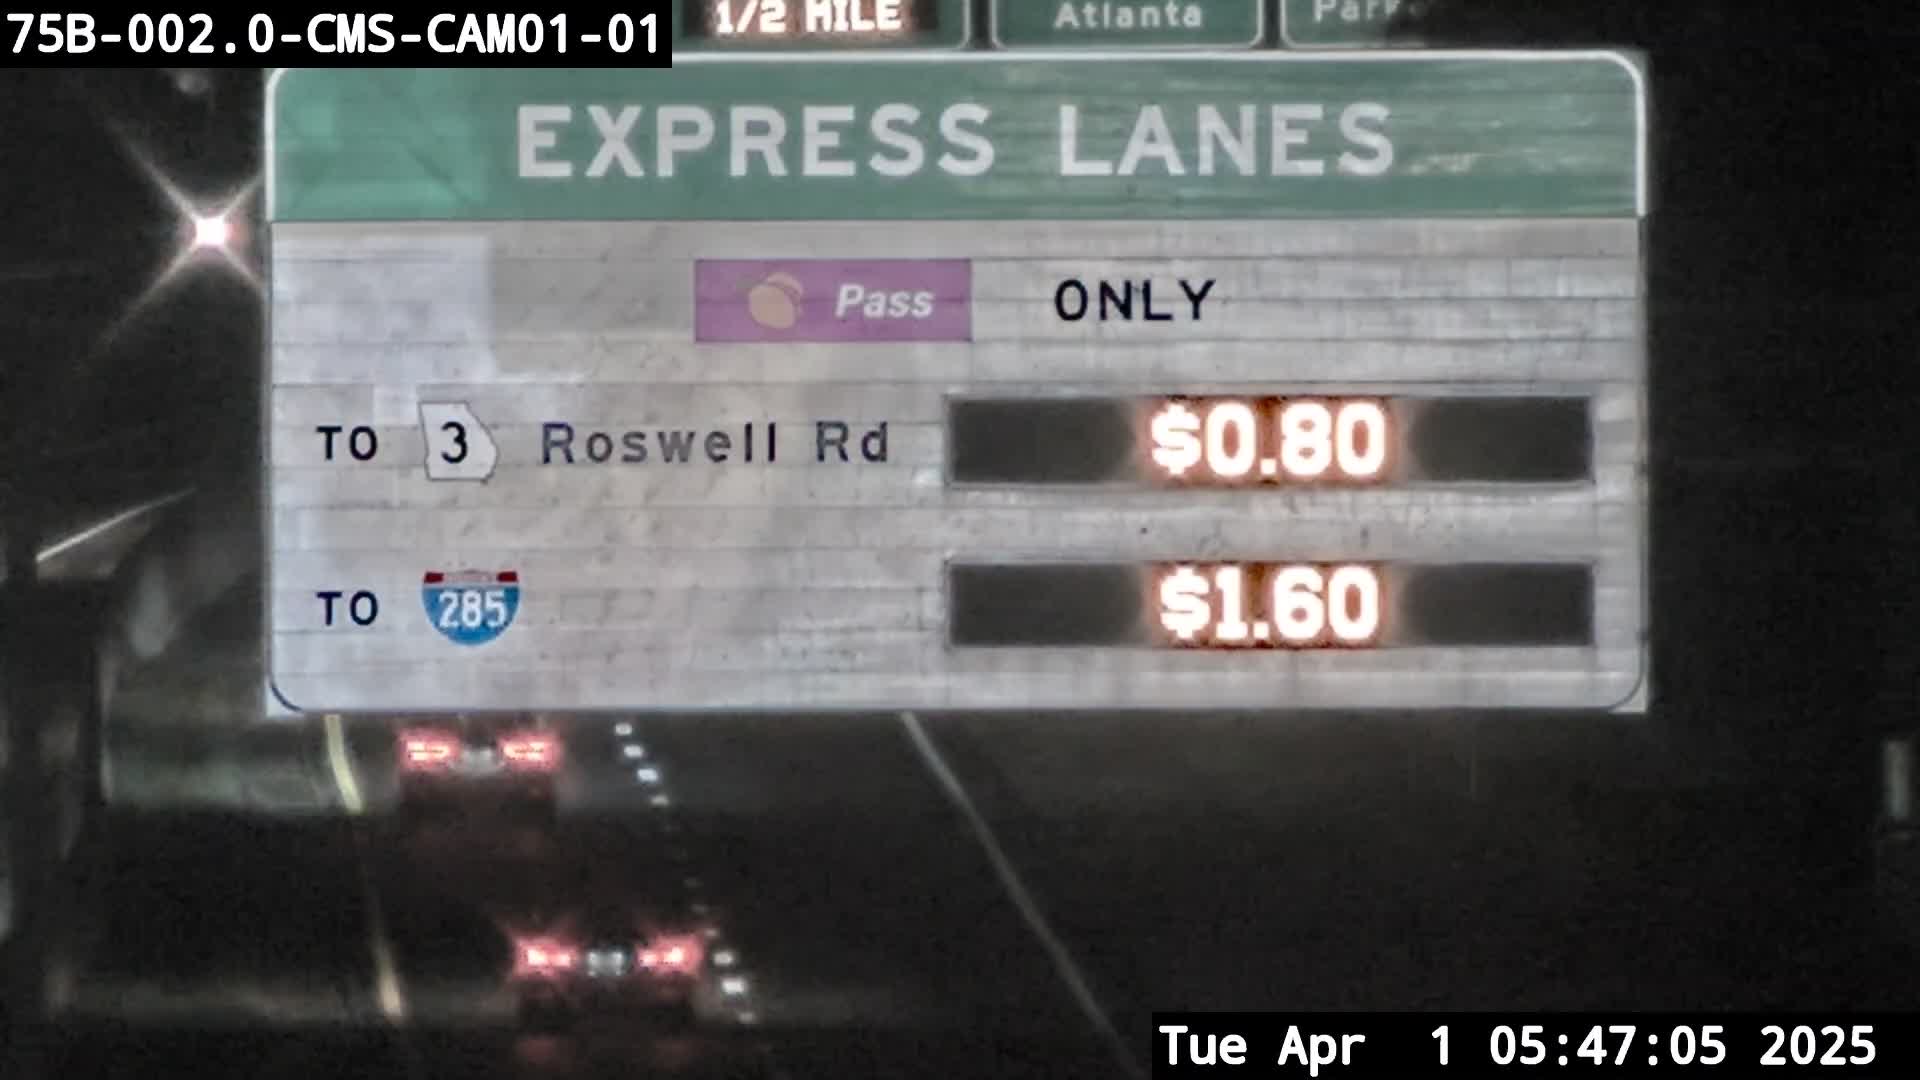 75B-002.0-CMS-CAM01-01
1/2 MILE
Atlanta
EXPRESS LANES
Pass ONLY
TO 3 Roswell Rd $0.80
TO 285 $1.60
Tue Apr 1 05:47:05 2025